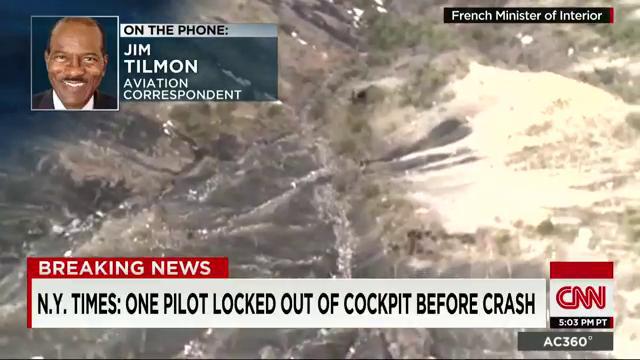 French Minister of Interior
ON THE PHONE:
JIM
TILMON
AVIATION
CORRESPONDENT
BREAKING NEWS
N.Y. TIMES: ONE PILOT LOCKED OUT OF COCKPIT BEFORE CRASH
CNN
5:03 PM PT
AC360°